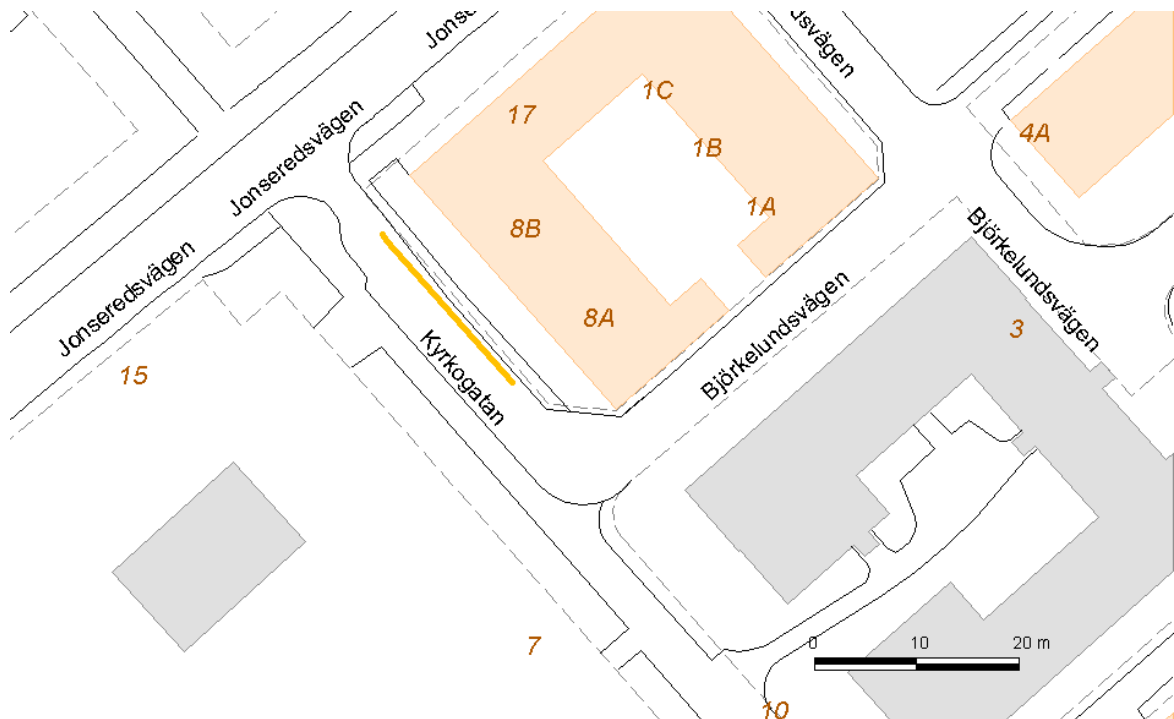 Jonse
dsvägen
1C
17
Jonseredsvägen
1B
4A
1A
8B
Björkelundsvägen
Jonseredsvägen
Björkelundsvägen
8A
3
Kyrkogatan
15
7
0 10 20 m
10